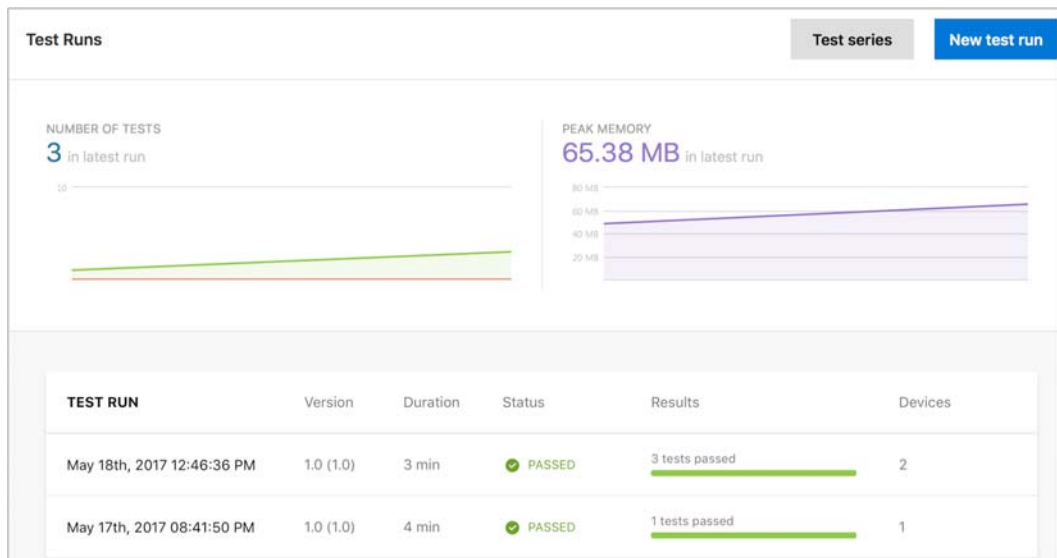 Test Runs
Test series
New test run
NUMBER OF TESTS
3 in latest run
10
PEAK MEMORY
65.38 MB in latest run
80 MB
60 MB
40 MB
20 MB
TEST RUN Version Duration Status Results Devices
May 18th, 2017 12:46:36 PM 1.0 (1.0) 3 min PASSED 3 tests passed 2
May 17th, 2017 08:41:50 PM 1.0 (1.0) 4 min PASSED 1 tests passed 1